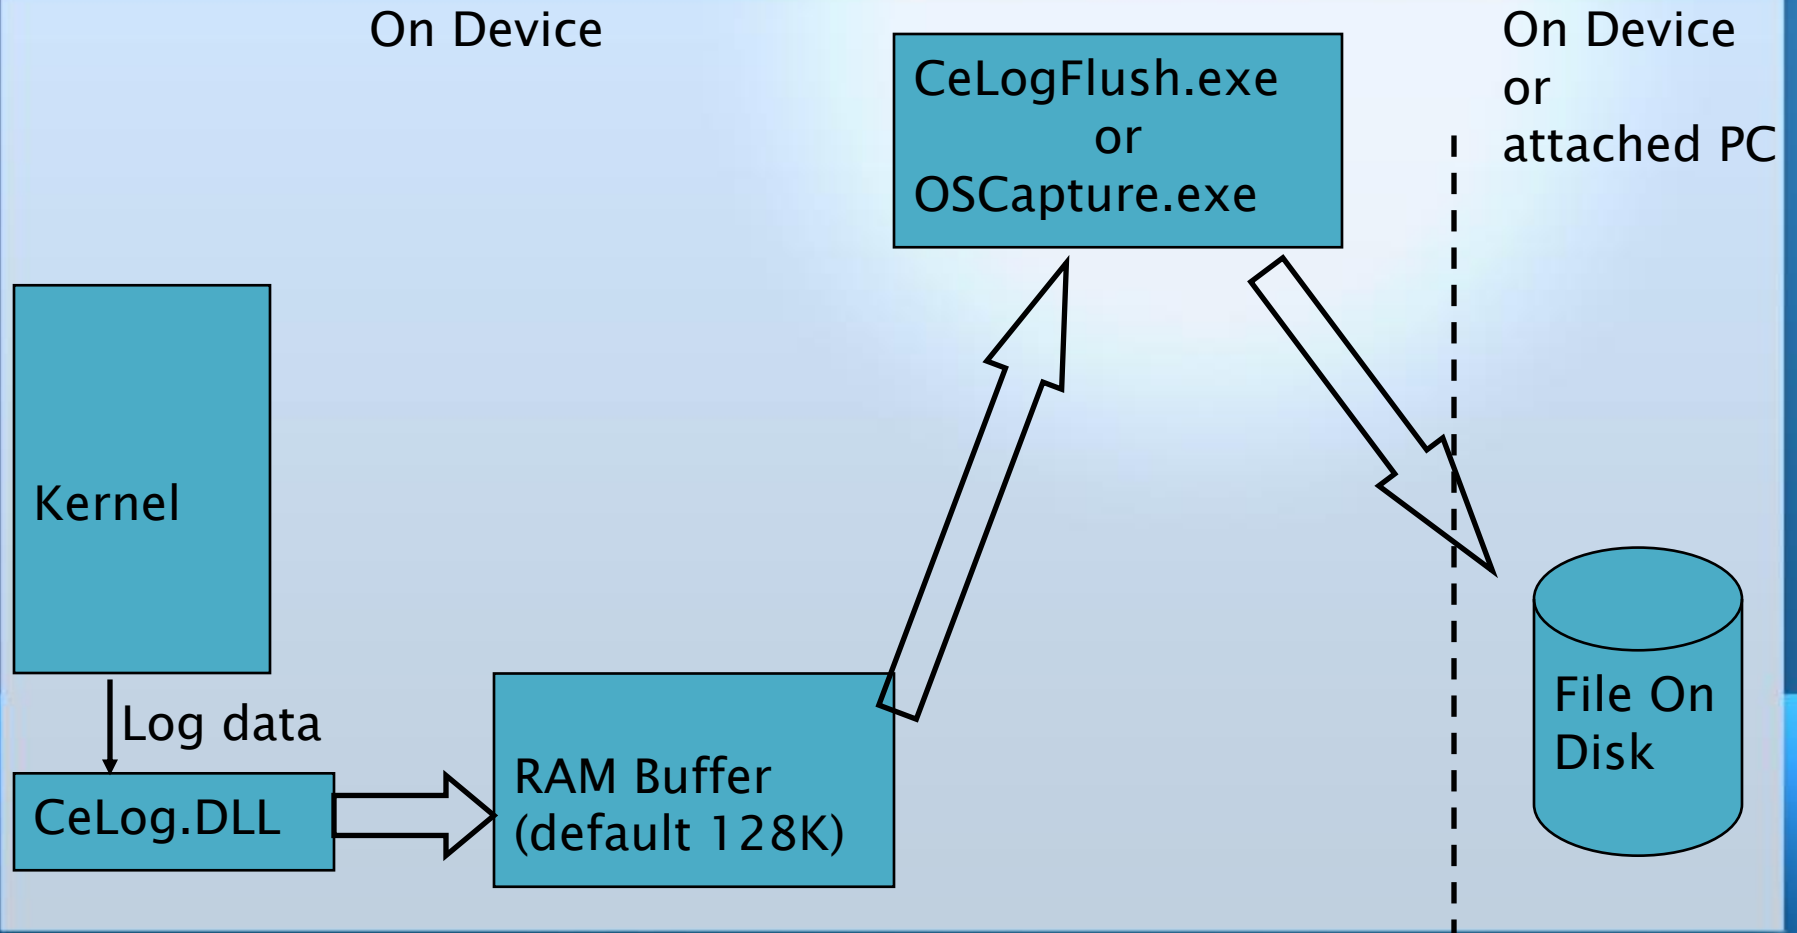 On Device
CeLogFlush.exe
or
OSCapture.exe
On Device
or
attached PC
Kernel
Log data
CeLog.DLL
RAM Buffer
(default 128K)
File On
Disk